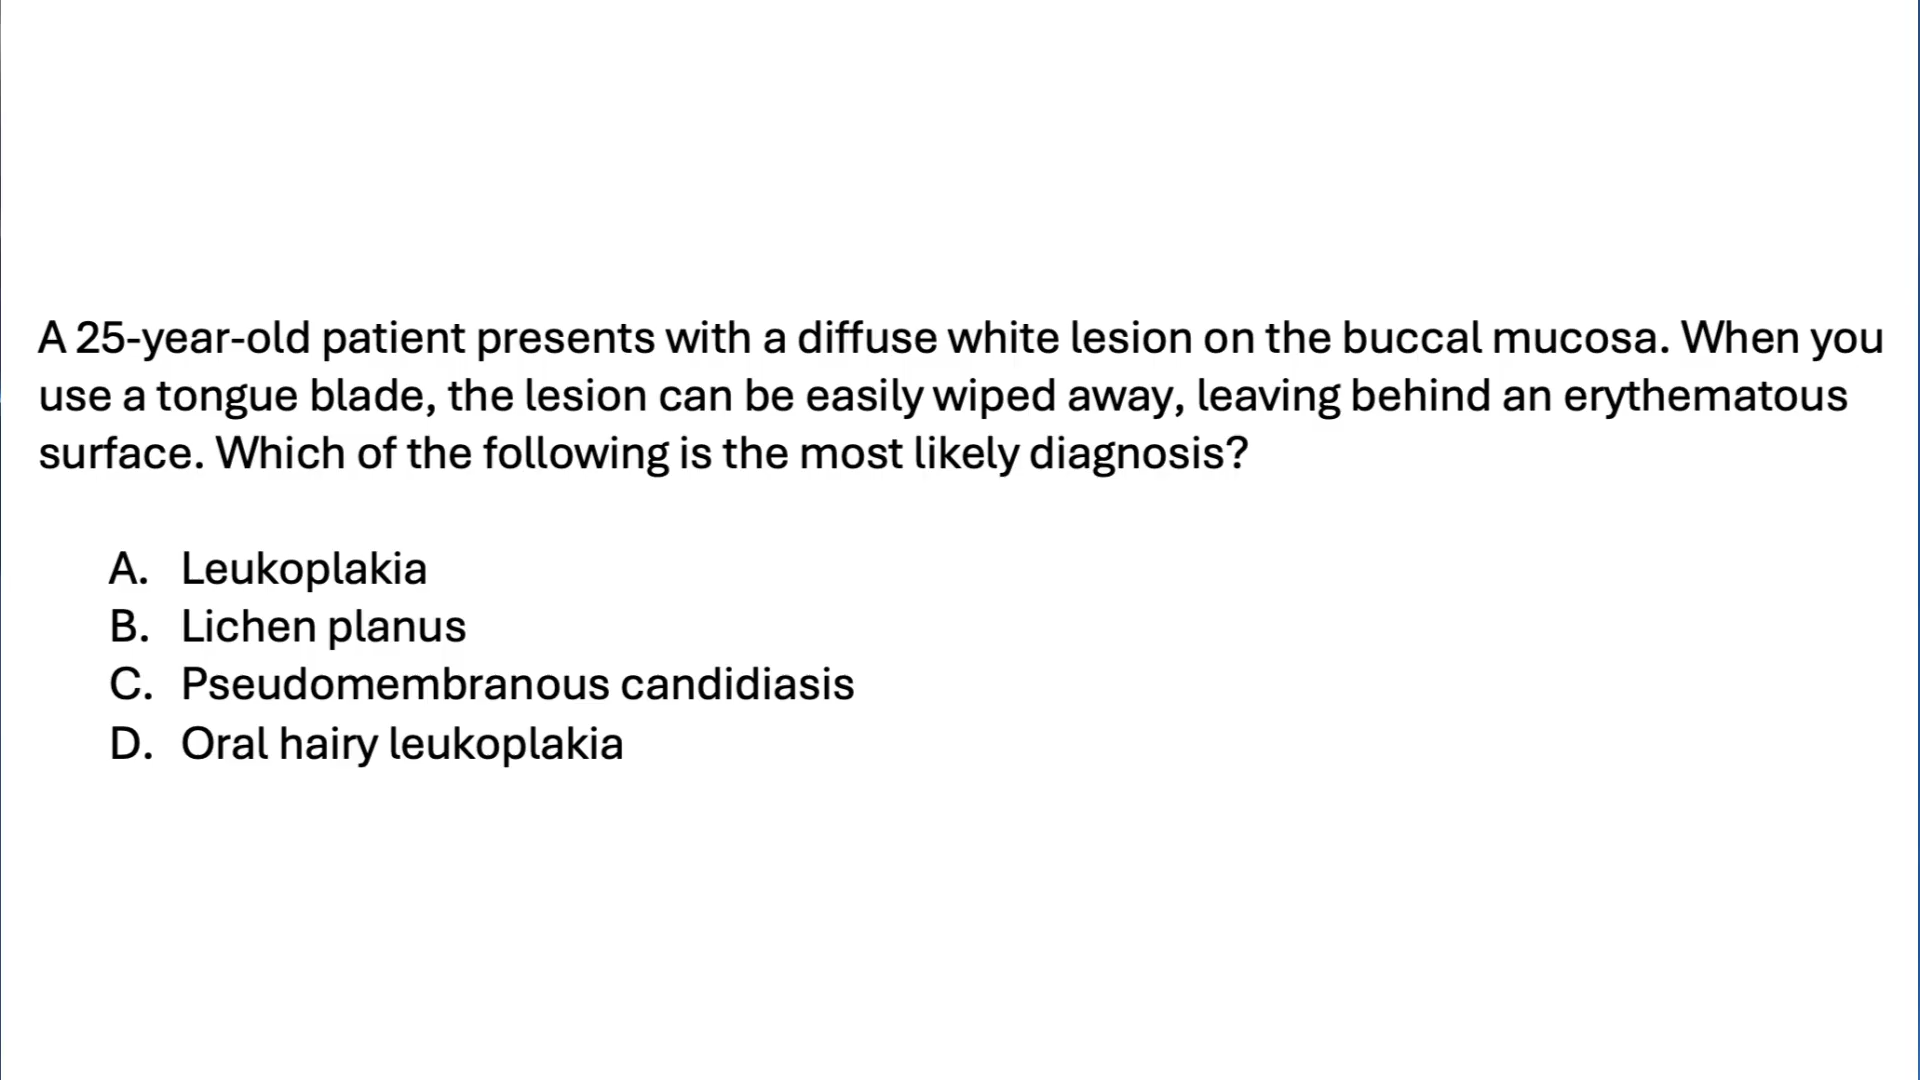 A 25-year-old patient presents with a diffuse white lesion on the buccal mucosa. When you
use a tongue blade, the lesion can be easily wiped away, leaving behind an erythematous
surface. Which of the following is the most likely diagnosis?
A. Leukoplakia
B. Lichen planus
C. Pseudomembranous candidiasis
D. Oral hairy leukoplakia